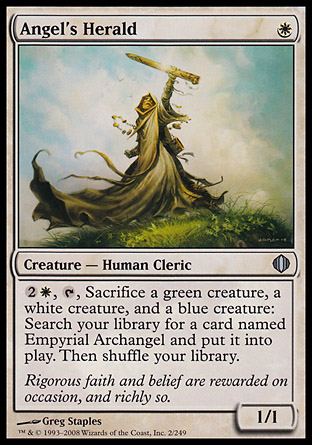 Angel's Herald
Creature — Human Cleric
2, , Sacrifice a green creature, a
white creature, and a blue creature:
Search your library for a card named
Empyrial Archangel and put it into
play. Then shuffle your library.
Rigorous faith and belief are rewarded on
occasion, and richly so.
Greg Staples
™ & © 1993–2008 Wizards of the Coast, Inc. 2/249
1/1